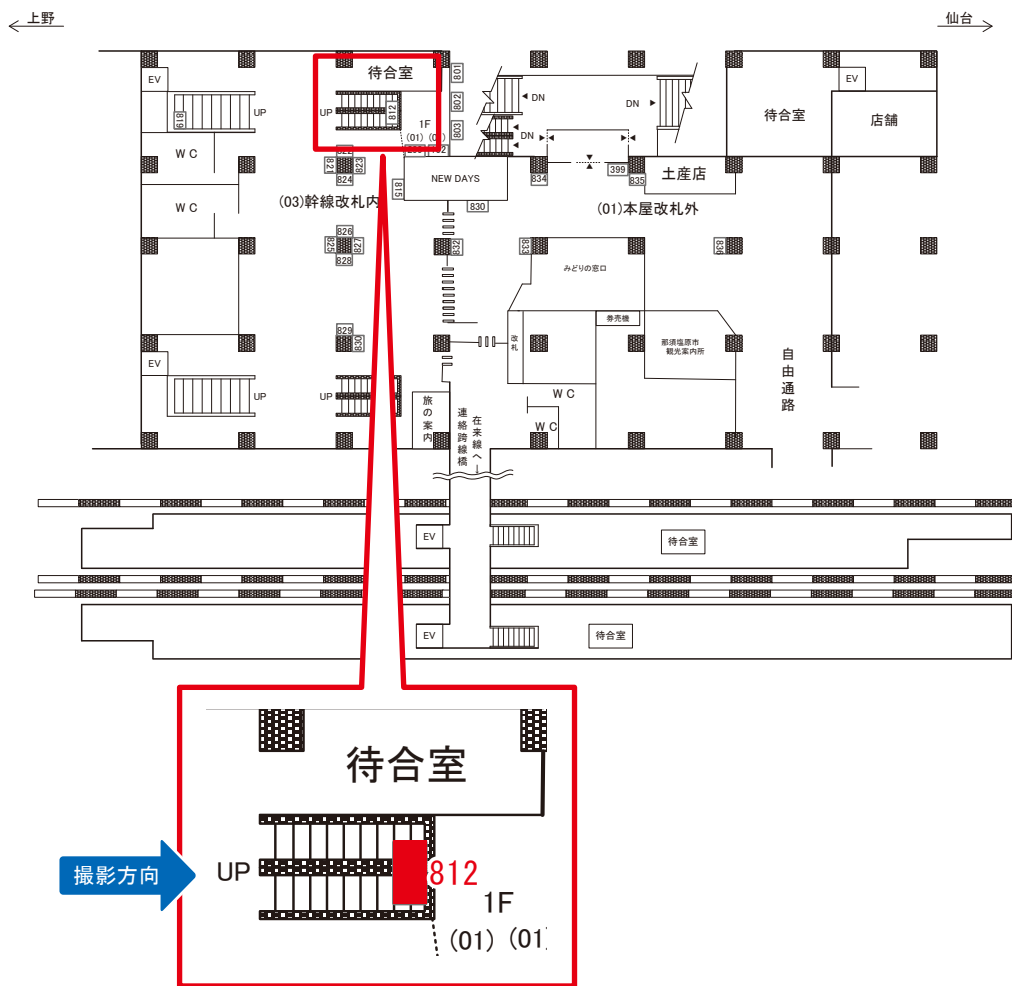 上野
仙台
待合室
801
EV
802
812
UP
819
UP
1F
803
(01)
DN
DN
DN
待合室
EV
店舗
WC
822
821
823
824
NEW DAYS
815
830
834
399
835
土産店
(03)幹線改札内
(01)本屋改札外
WC
826
825
827
828
832
833
836
みどりの窓口
829
830
改札
券売機
那須塩原市
観光案内所
自由通路
EV
UP
UP
旅の案内
在来線へ→
連絡跨線橋
WC
WC
EV
待合室
EV
待合室
待合室
撮影方向
UP
812
1F
(01) (01